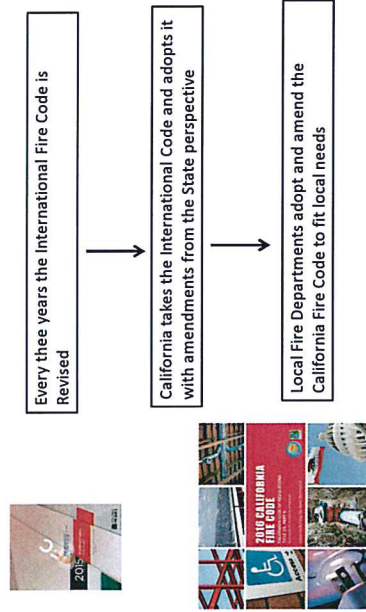 Every thee years the International Fire Code is
Revised
California takes the International Code and adopts it
with amendments from the State perspective
Local Fire Departments adopt and amend the
California Fire Code to fit local needs
2015
2016 CALIFORNIA
FIRE CODE